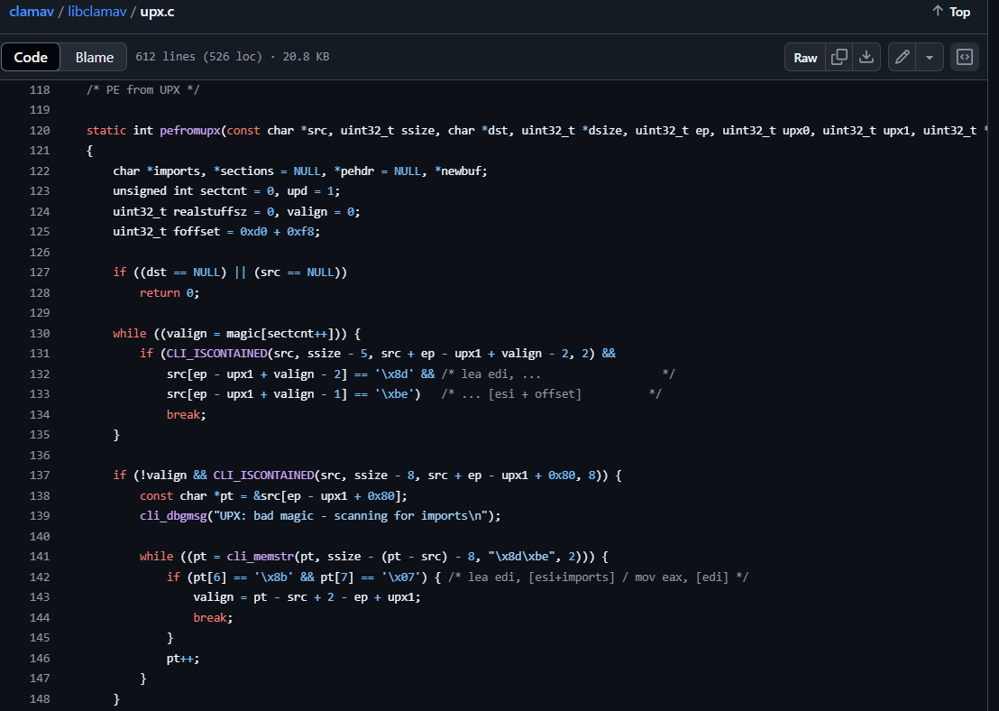 clamav / libclamav / upx.c
Top
Code Blame 612 lines (526 loc) · 20.8 KB Raw
118 /* PE from UPX */
119
120 static int pefromupx(const char *src, uint32_t ssize, char *dst, uint32_t *dsize, uint32_t ep, uint32_t upx0, uint32_t upx1, uint32_t *
121 {
122     char *imports, *sections = NULL, *pehdr = NULL, *newbuf;
123     unsigned int sectcnt = 0, upd = 1;
124     uint32_t realstuffsz = 0, valign = 0;
125     uint32_t foffset = 0xd0 + 0xf8;
126
127     if ((dst == NULL) || (src == NULL))
128         return 0;
129
130     while ((valign = magic[sectcnt++])) {
131         if (CLI_ISCONTAINED(src, ssize - 5, src + ep - upx1 + valign - 2, 2) &&
132             src[ep - upx1 + valign - 2] == '\x8d' && /* lea edi, ...                  */
133             src[ep - upx1 + valign - 1] == '\xbe')   /* ... [esi + offset]          */
134             break;
135     }
136
137     if (!valign && CLI_ISCONTAINED(src, ssize - 8, src + ep - upx1 + 0x80, 8)) {
138         const char *pt = &src[ep - upx1 + 0x80];
139         cli_dbgmsg("UPX: bad magic - scanning for imports\n");
140
141         while ((pt = cli_memstr(pt, ssize - (pt - src) - 8, "\x8d\xbe", 2))) {
142             if (pt[6] == '\x8b' && pt[7] == '\x07') { /* lea edi, [esi+imports] / mov eax, [edi] */
143                 valign = pt - src + 2 - ep + upx1;
144                 break;
145             }
146             pt++;
147         }
148     }